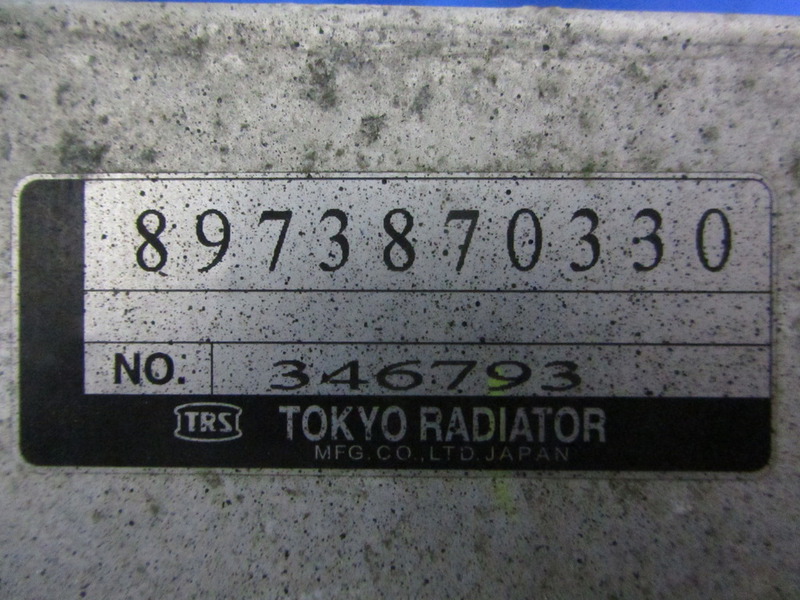 8973870330
NO. 346793
TRS TOKYO RADIATOR
MFG.CO.,LTD.JAPAN